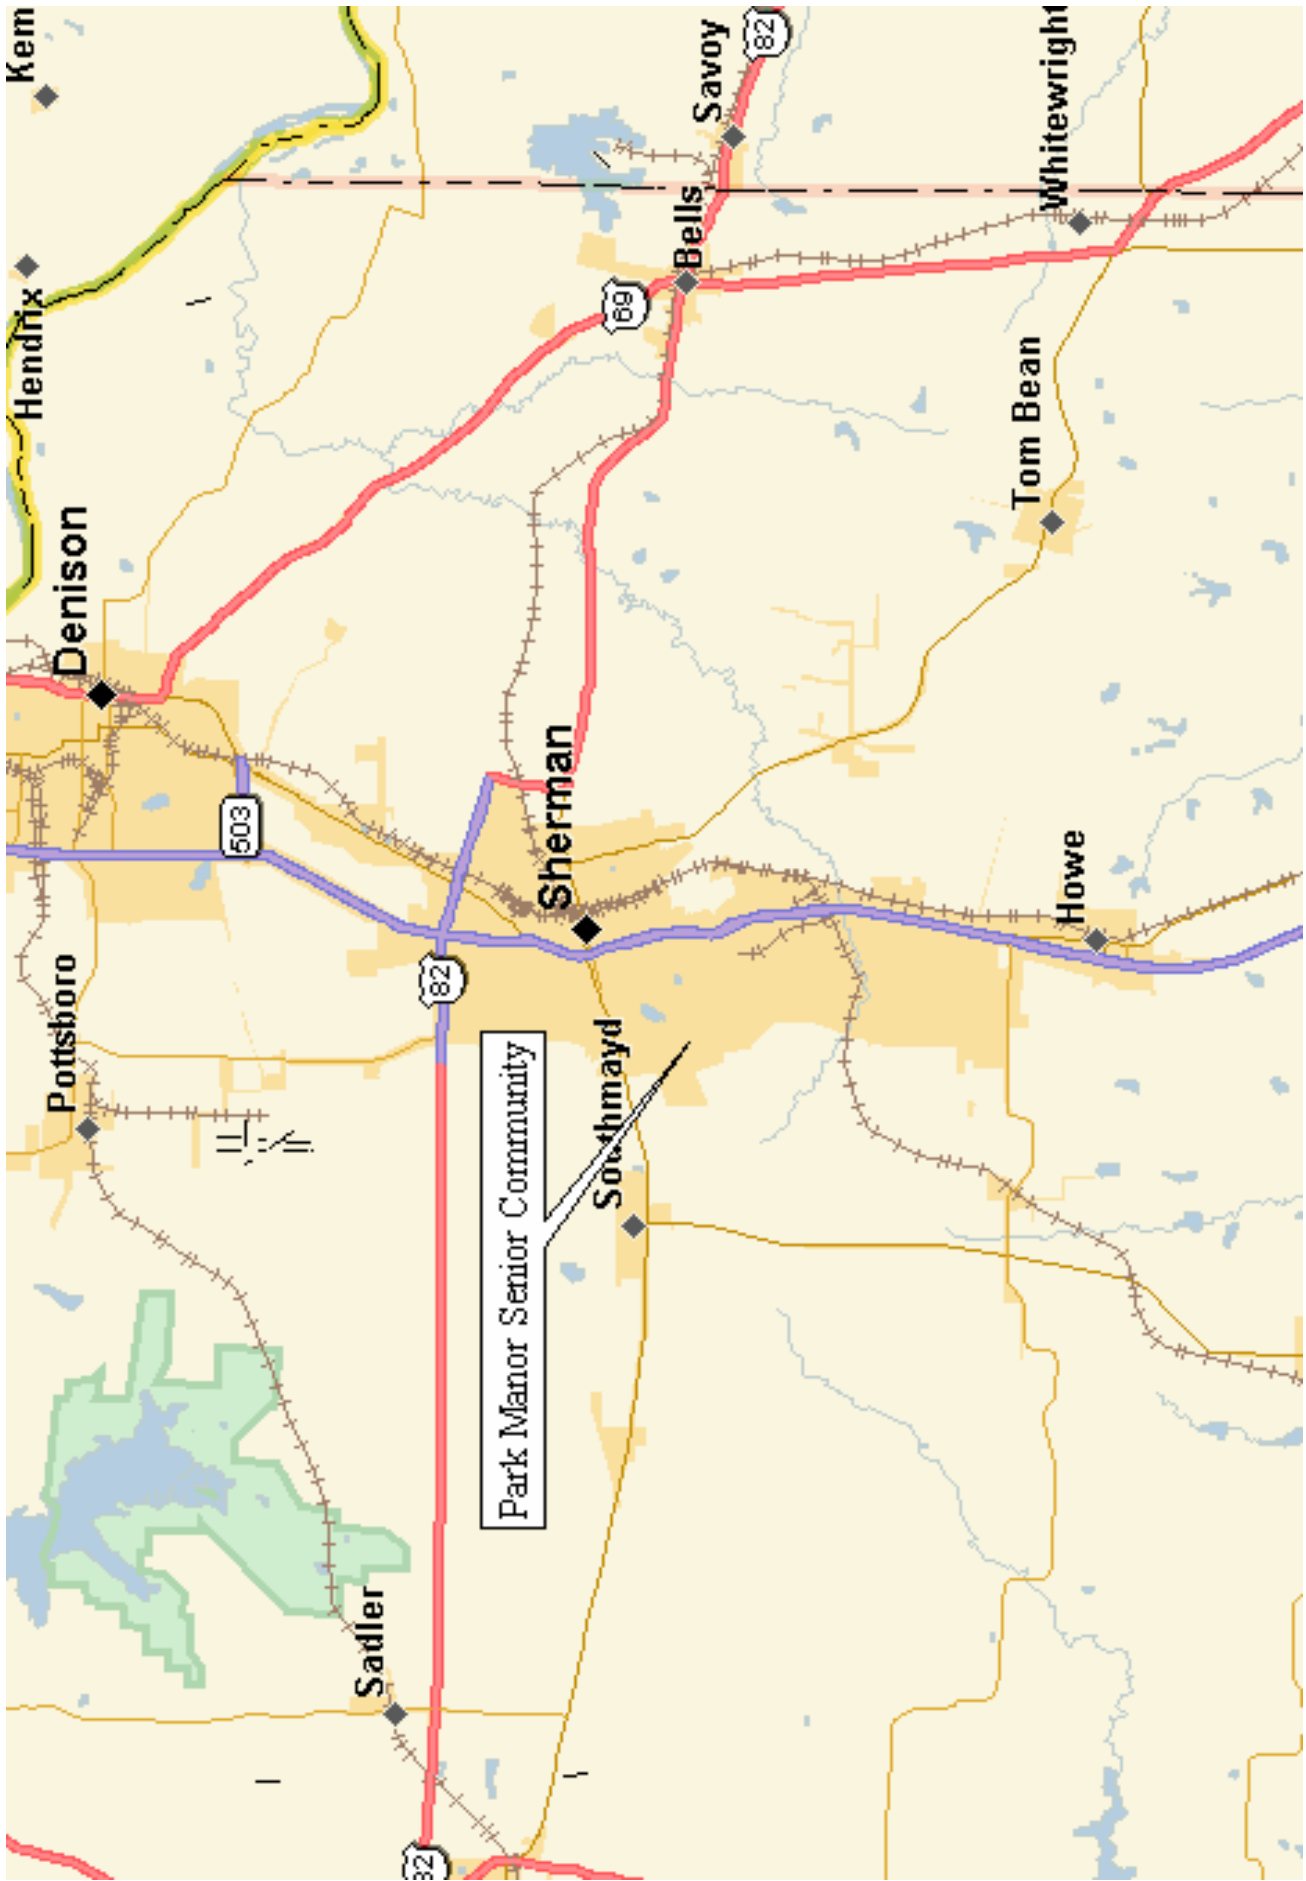 Kem
Hendrix
Denison
Pottsboro
503
Sadler
82
82
Park Manor Senior Community
Sherman
Southmayd
69
Bells
Savoy
82
Tom Bean
Howe
Whitewright